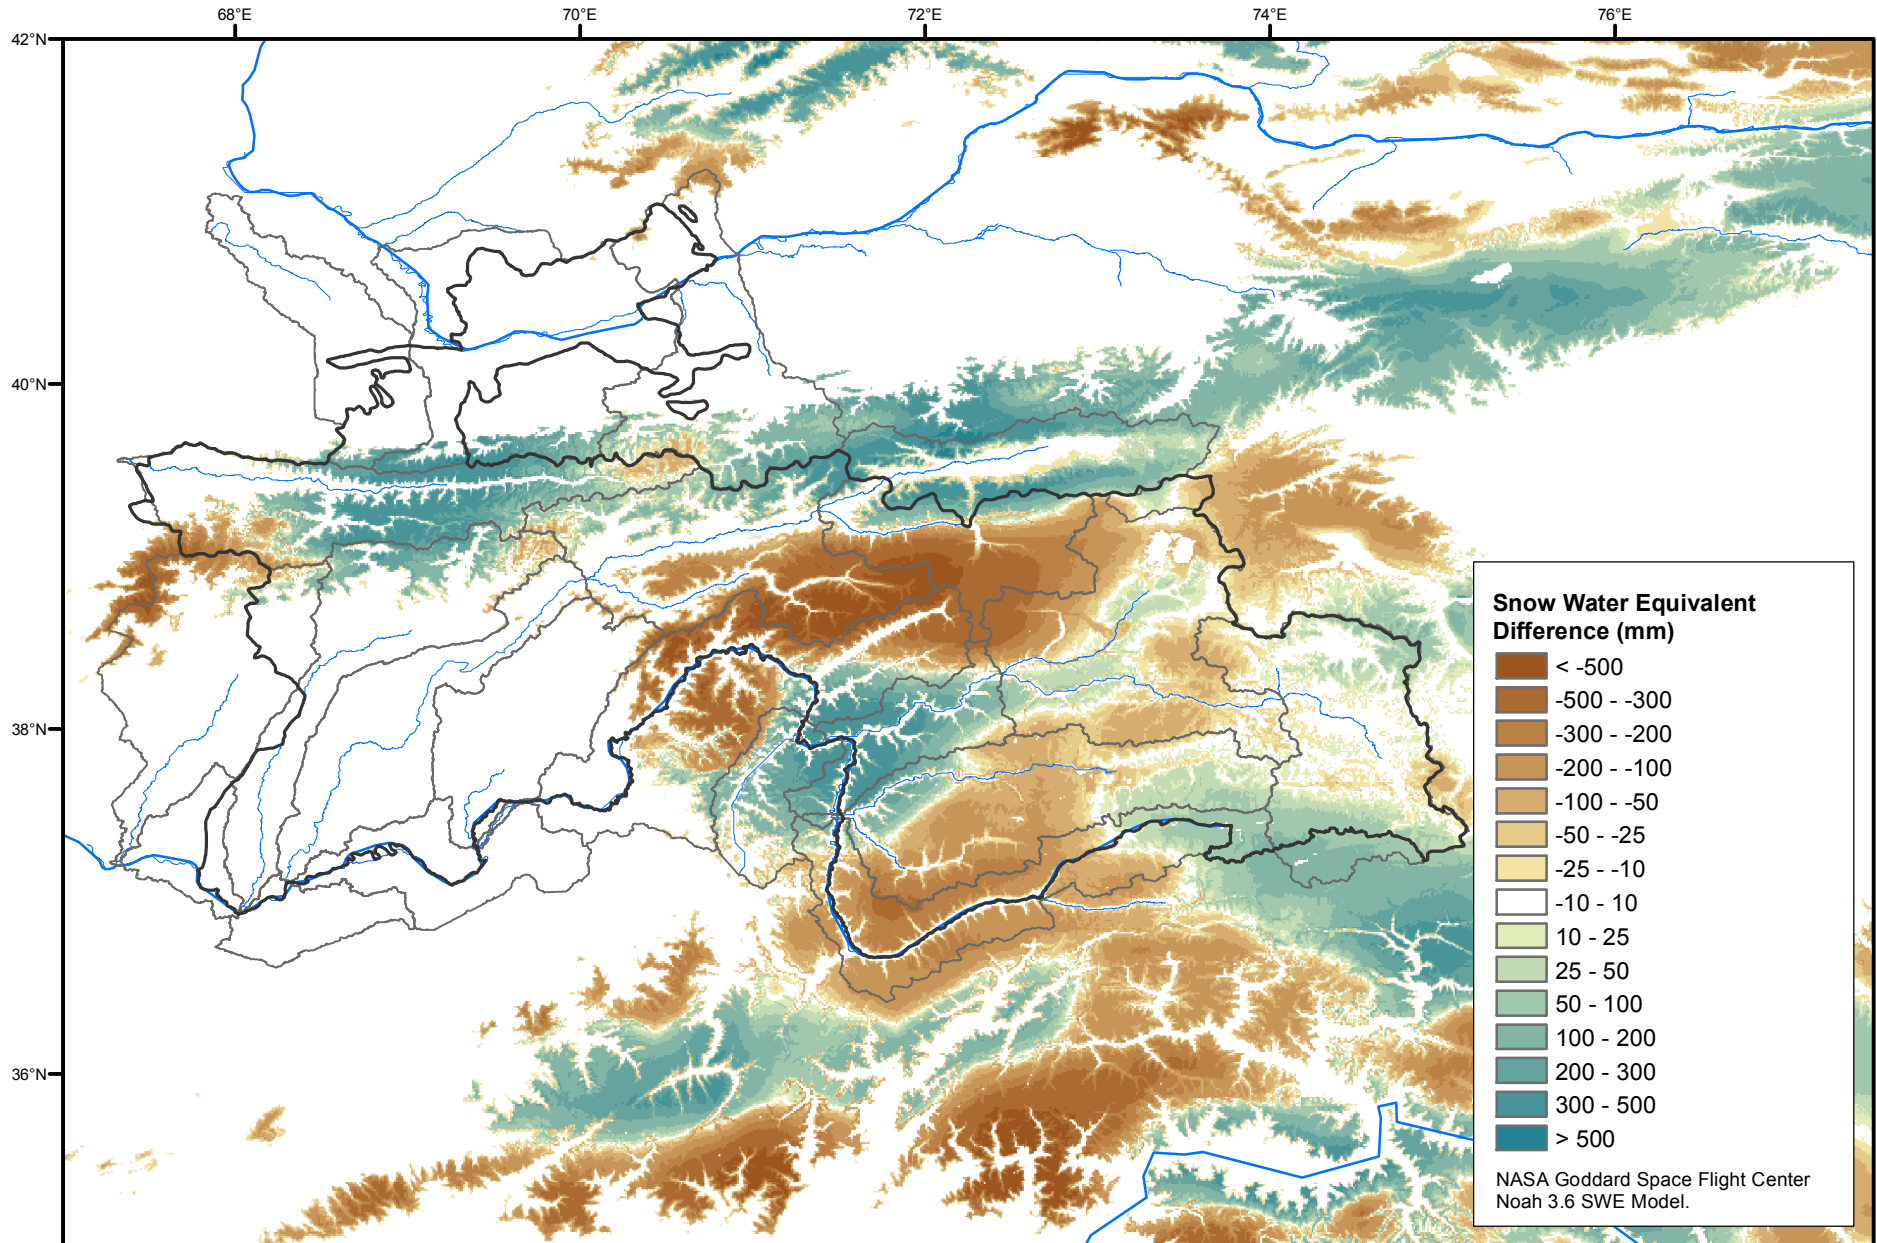 68°E
70°E
72°E
74°E
76°E
42°N
40°N
38°N
36°N
Snow Water Equivalent
Difference (mm)
< -500
-500 - -300
-300 - -200
-200 - -100
-100 - -50
-50 - -25
-25 - -10
-10 - 10
10 - 25
25 - 50
50 - 100
100 - 200
200 - 300
300 - 500
> 500
NASA Goddard Space Flight Center
Noah 3.6 SWE Model.